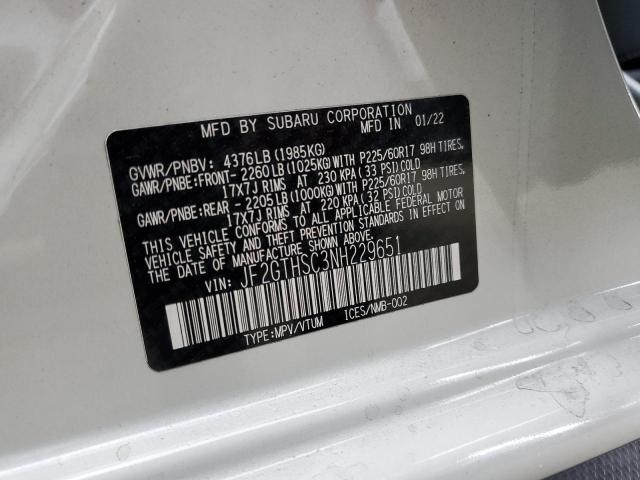 MFD BY SUBARU CORPORATION
MFD IN 01/22
GVWR/PNBV: 4376LB (1985KG)
GAWR/PNBE:FRONT- 2260LB (1025KG)WITH P225/60R17 98H TIRES,
17X7J RIMS AT 230 KPA (33 PSI)COLD
GAWR/PNBE:REAR - 2205LB (1000KG)WITH P225/60R17 98H TIRES,
17X7J RIMS AT 220 KPA (32 PSI)COLD
THIS VEHICLE CONFORMS TO ALL APPLICABLE FEDERAL MOTOR
VEHICLE SAFETY AND THEFT PREVENTION STANDARDS IN EFFECT ON
THE DATE OF MANUFACTURE SHOWN ABOVE.
VIN: JF2GTHSC3NH229651
TYPE:MPV/VTUM ICES/NMB-002